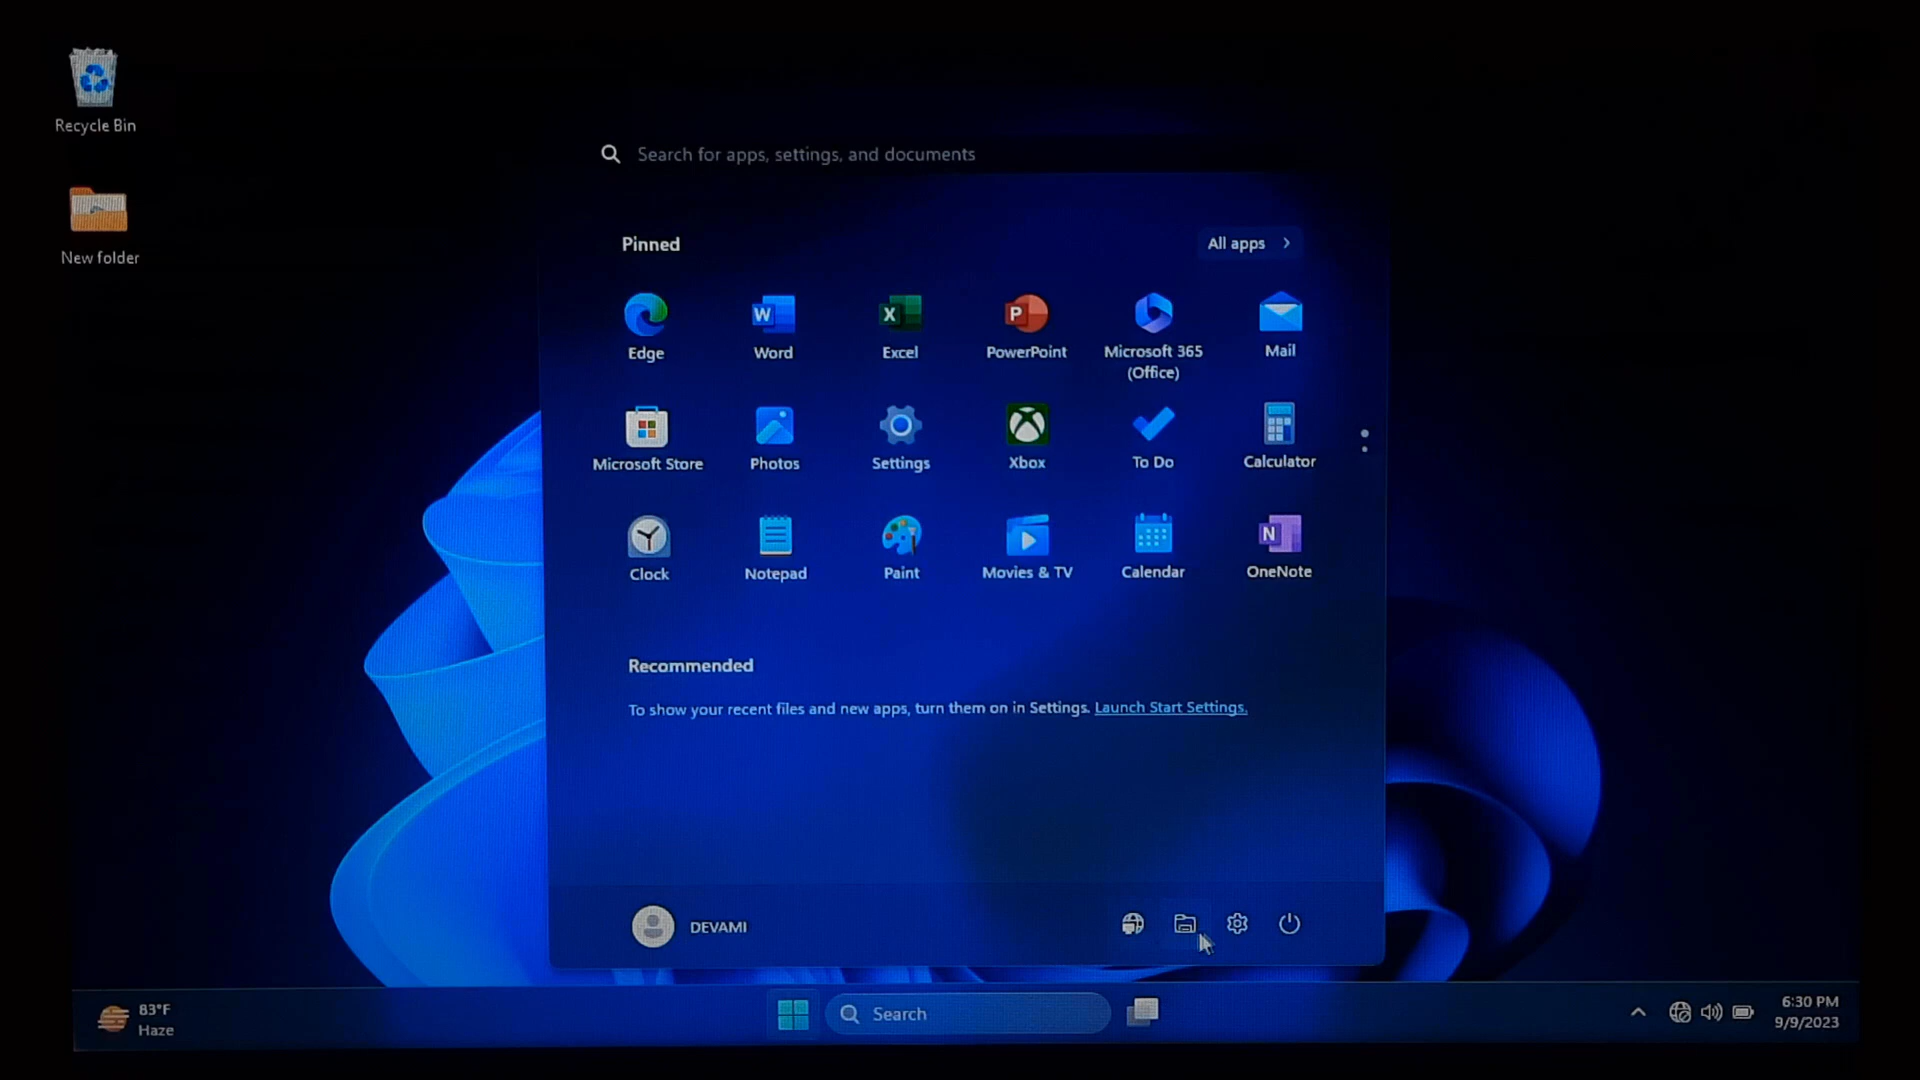 Recycle Bin
New folder
Search for apps, settings, and documents
Pinned
All apps
Edge
Word
Excel
PowerPoint
Microsoft 365
(Office)
Mail
Microsoft Store
Photos
Settings
Xbox
To Do
Calculator
Clock
Notepad
Paint
Movies & TV
Calendar
OneNote
Recommended
To show your recent files and new apps, turn them on in Settings. Launch Start Settings.
DEVAMI
83°F
Haze
Search
6:30 PM
9/9/2023